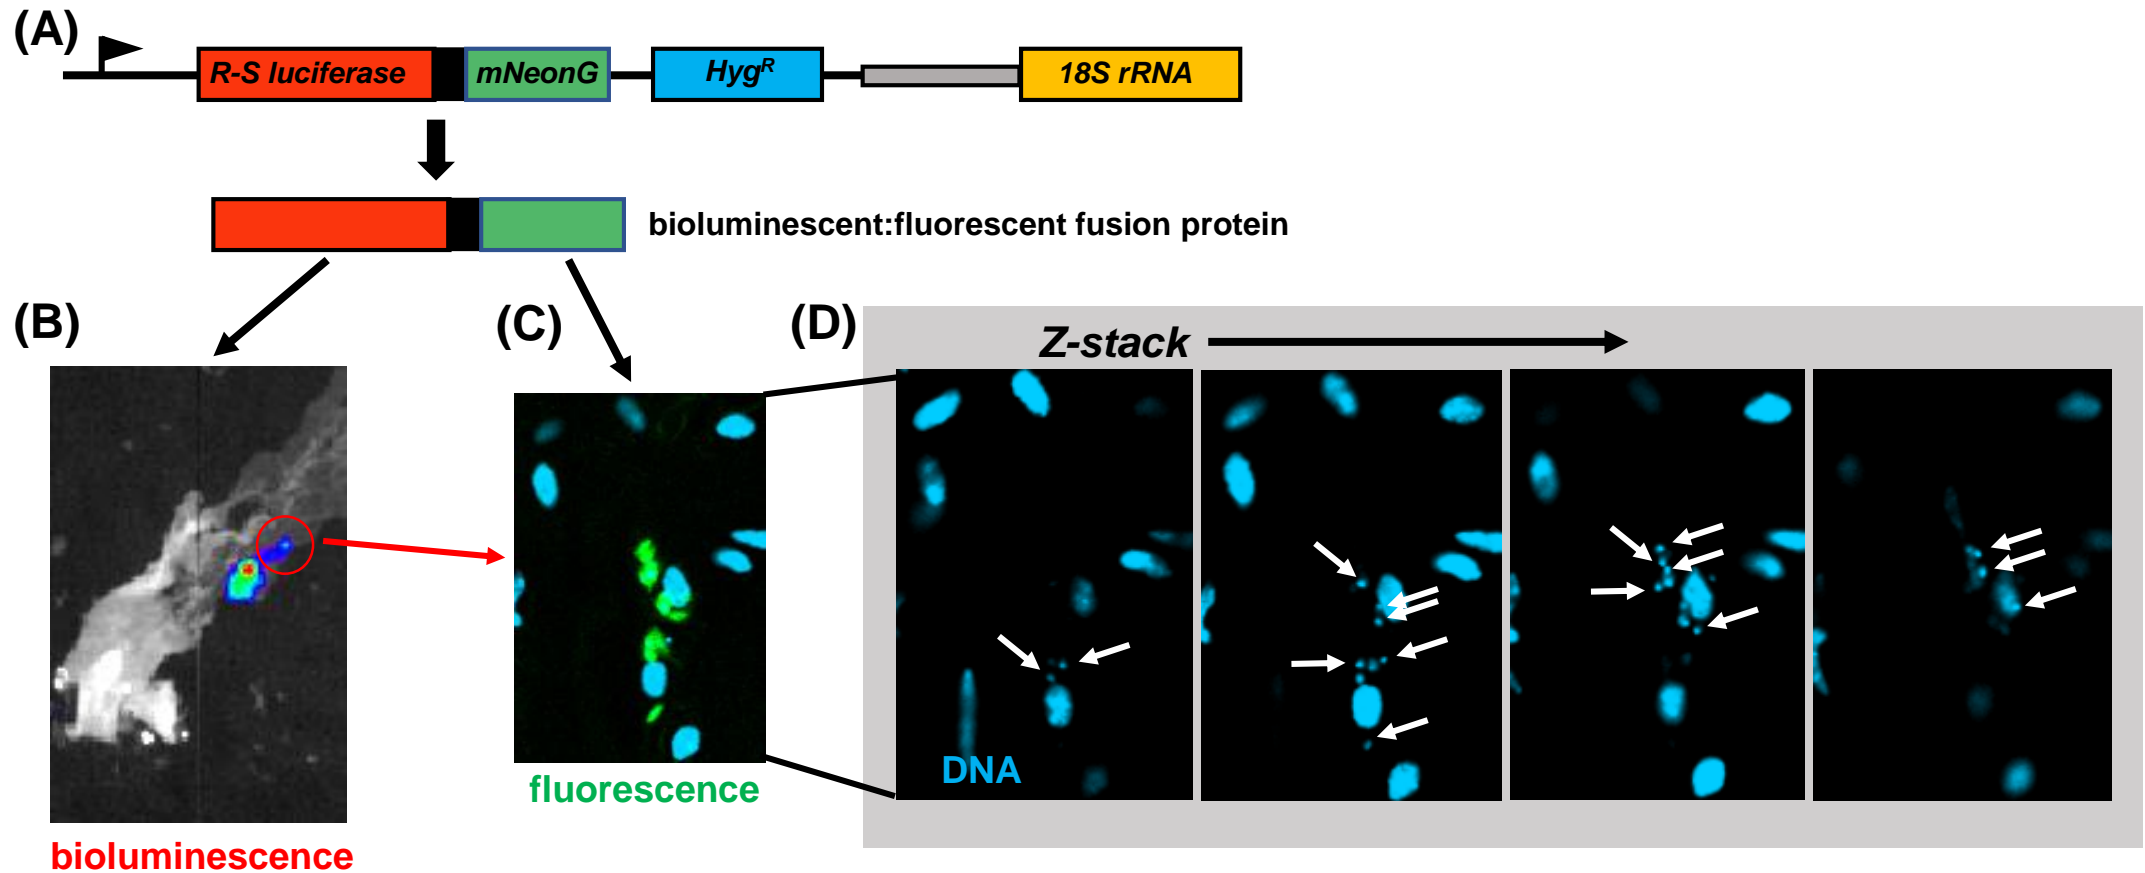 (A)
R-S luciferase mNeonG Hygᴿ 18S rRNA
bioluminescent:fluorescent fusion protein
(B)
(C)
(D)
Z-stack
DNA
fluorescence
bioluminescence